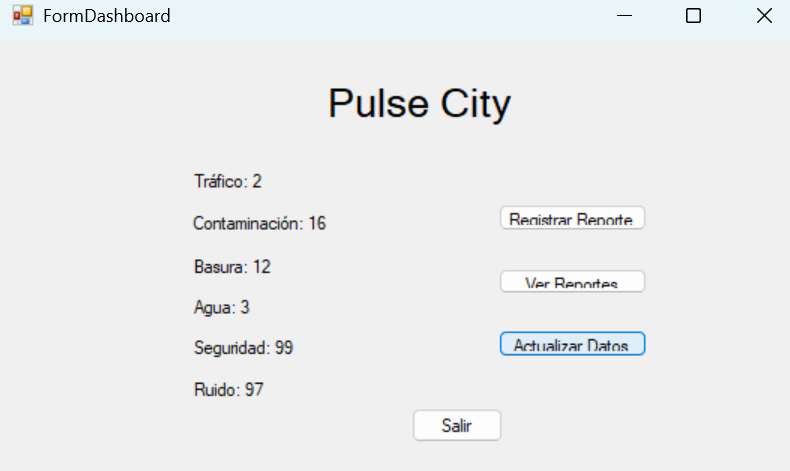 FormDashboard
Pulse City
Tráfico: 2
Contaminación: 16
Registrar Reporte
Basura: 12
Ver Reportes
Agua: 3
Seguridad: 99
Actualizar Datos
Ruido: 97
Salir